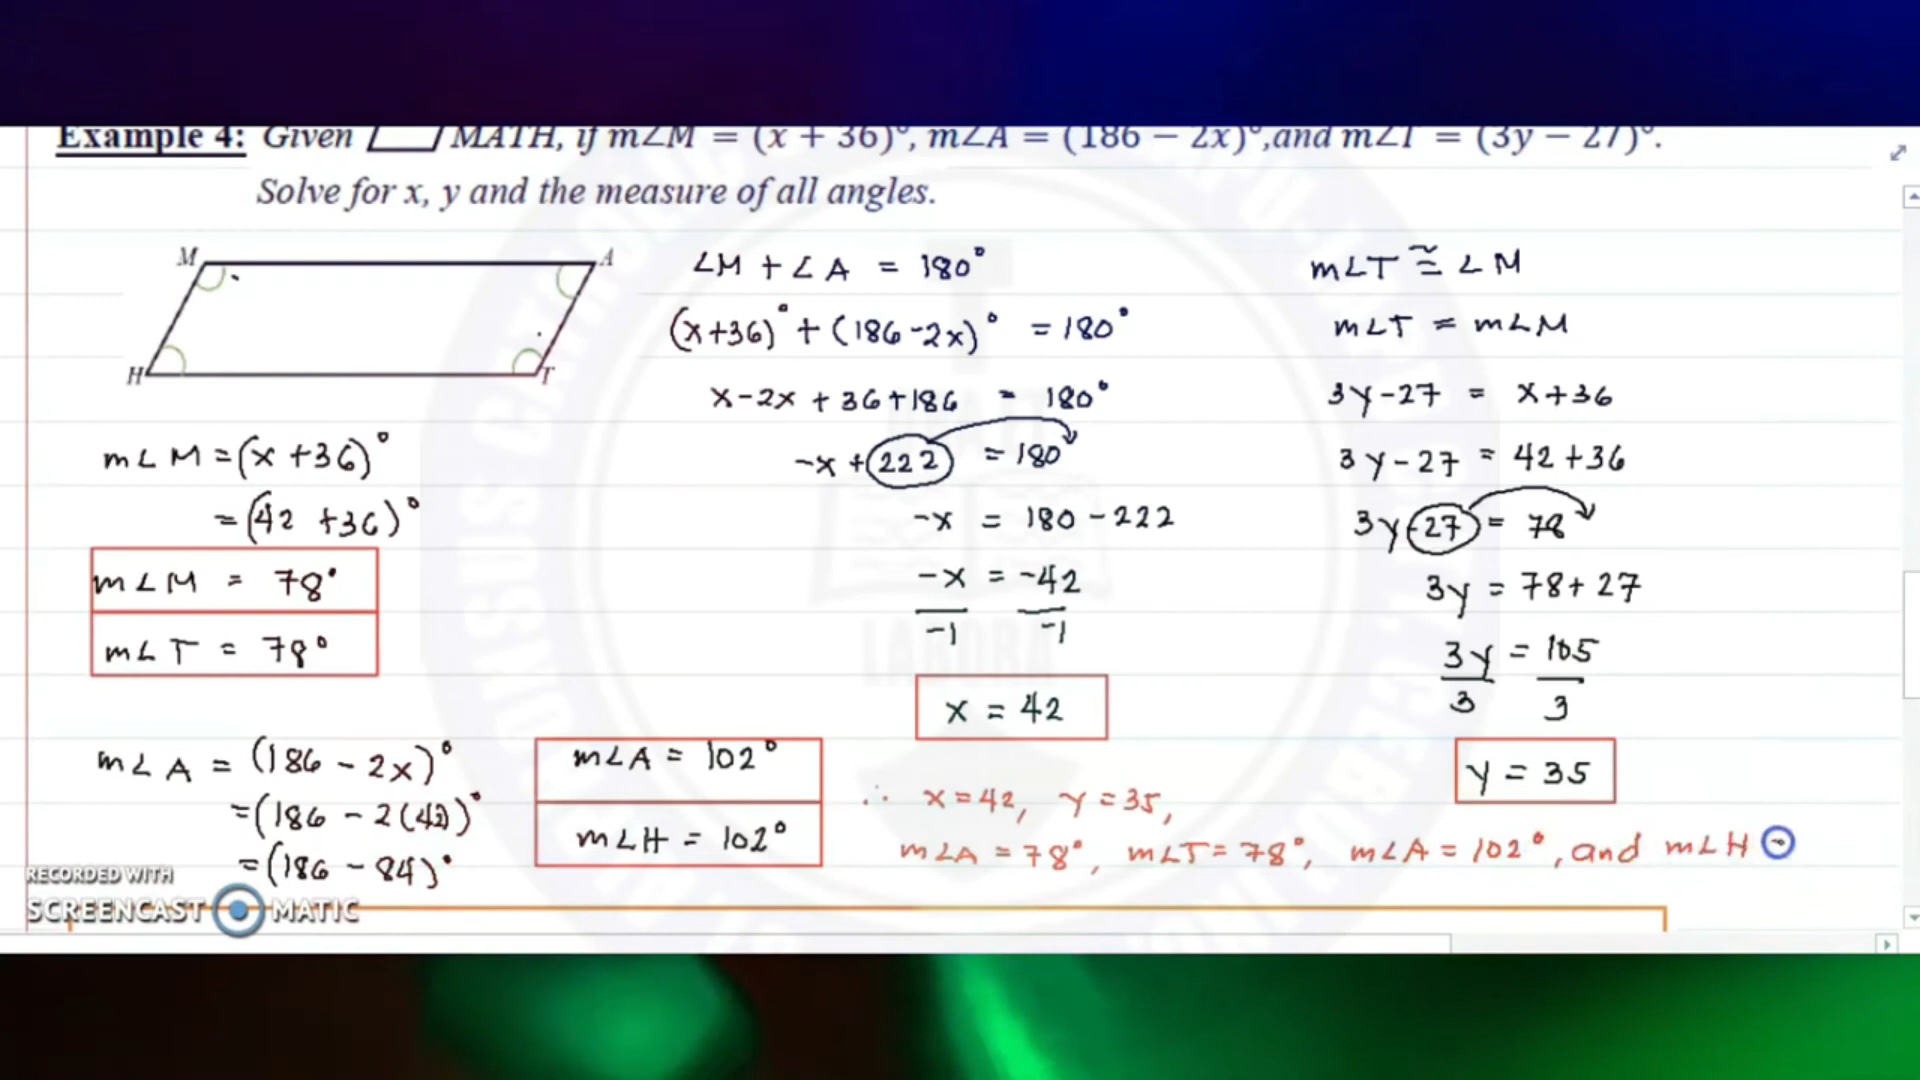 Example 4: Given MATH, if m∠M = (x + 36)°, m∠A = (186 − 2x)°,and m∠T = (3y − 27)°.
Solve for x, y and the measure of all angles.
M A
H T
m∠M = (x +36)°
= (42 +36)°
m∠M = 78°
m∠T = 78°
m∠A = (186 - 2x)°
= (186 - 2(42)°
= (186 - 84)°
m∠A = 102°
m∠H = 102°
∠M + ∠A = 180°
(x+36)° + (186-2x)° = 180°
x-2x + 36+186 = 180°
-x + 222 = 180
-x = 180-222
-x = -42
-1 -1
x = 42
m∠T ≅ ∠M
m∠T = m∠M
3y-27 = x+36
3y-27 = 42+36
3y-27 = 78
3y = 78+27
3y = 105
3 3
y = 35
∴ x=42, y=35,
m∠A = 78°, m∠T = 78°, m∠A = 102°, and m∠H =
RECORDED WITH
SCREENCAST MATIC